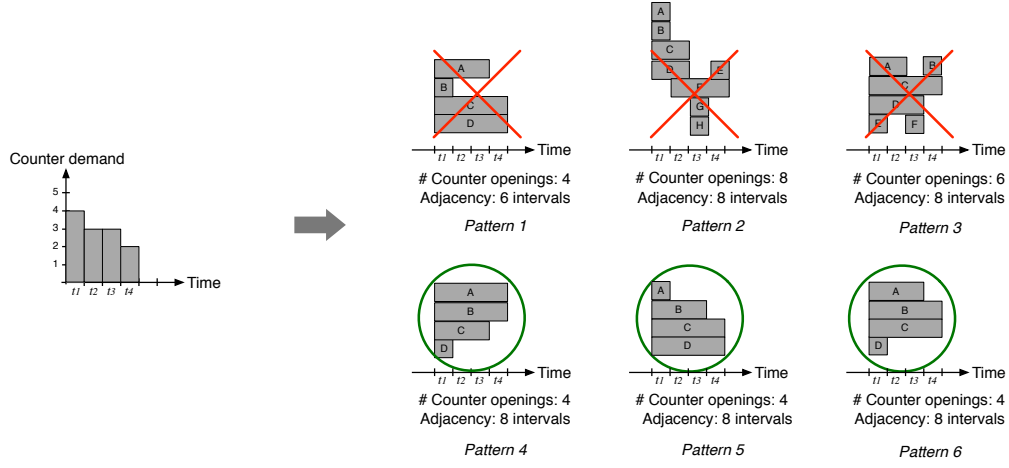 Counter demand
5
4
3
2
1
t1 t2 t3 t4
Time
A
B
C
D
t1 t2 t3 t4
Time
# Counter openings: 4
Adjacency: 6 intervals
Pattern 1
A
B
C
D E
G
H
t1 t2 t3 t4
Time
# Counter openings: 8
Adjacency: 8 intervals
Pattern 2
A B
C
D
E F
t1 t2 t3 t4
Time
# Counter openings: 6
Adjacency: 8 intervals
Pattern 3
A
B
C
D
t1 t2 t3 t4
Time
# Counter openings: 4
Adjacency: 8 intervals
Pattern 4
A
B
C
D
t1 t2 t3 t4
Time
# Counter openings: 4
Adjacency: 8 intervals
Pattern 5
A
B
C
D
t1 t2 t3 t4
Time
# Counter openings: 4
Adjacency: 8 intervals
Pattern 6